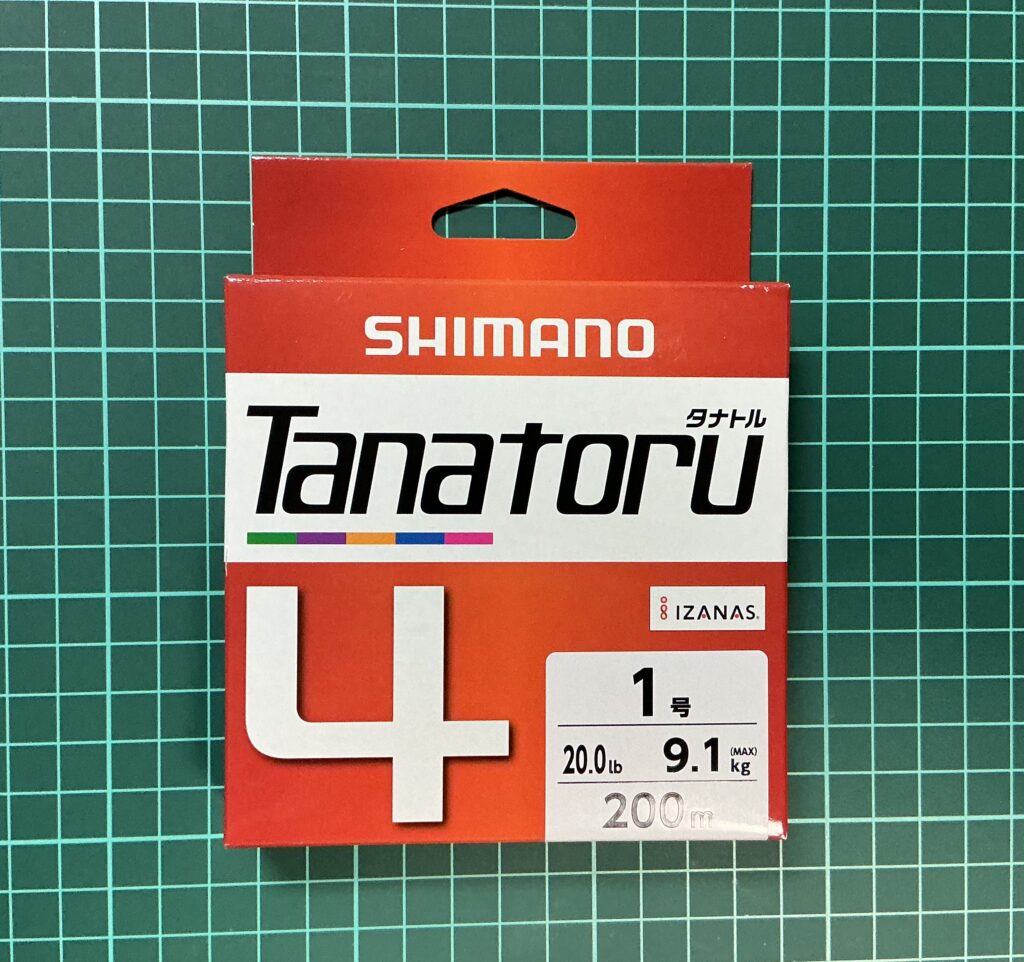 SHIMANO
タナトル
Tanatoru
4
IZANAS
1号
20.0lb 9.1(MAX)kg
200m